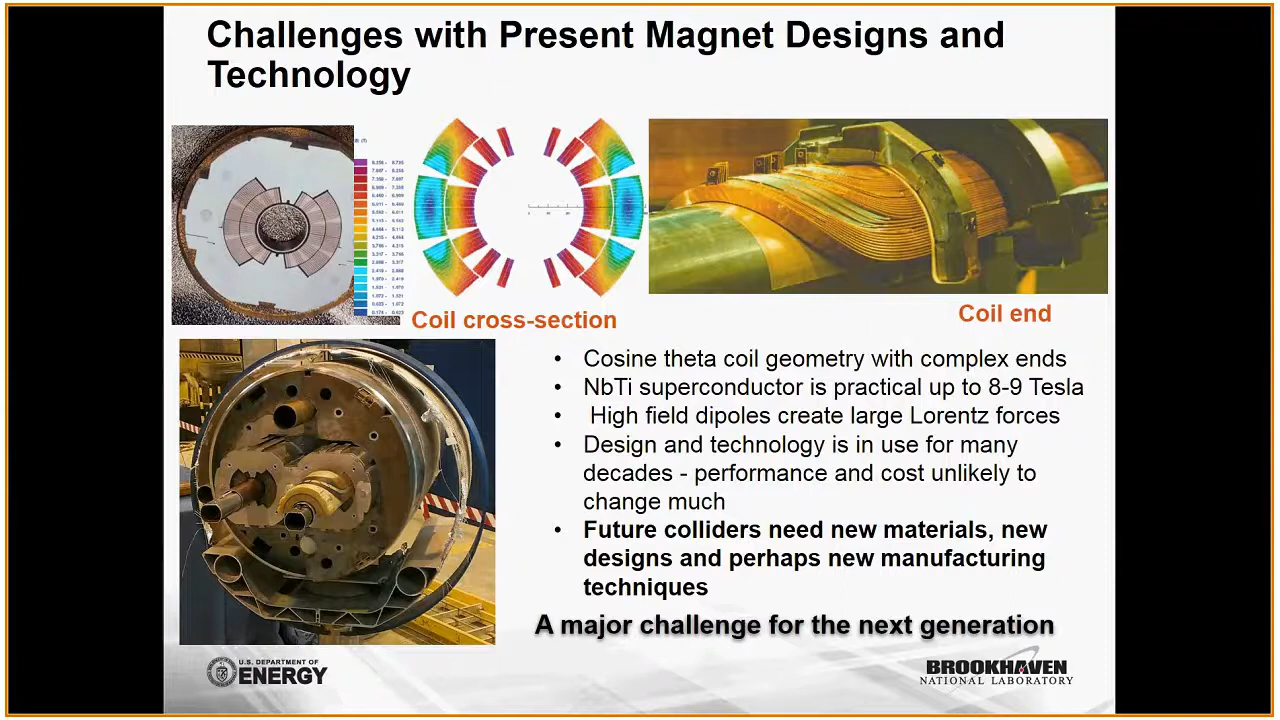 Challenges with Present Magnet Designs and
Technology
Coil cross-section
Coil end
• Cosine theta coil geometry with complex ends
• NbTi superconductor is practical up to 8-9 Tesla
• High field dipoles create large Lorentz forces
• Design and technology is in use for many
decades - performance and cost unlikely to
change much
• Future colliders need new materials, new
designs and perhaps new manufacturing
techniques
A major challenge for the next generation
U.S. DEPARTMENT OF
ENERGY
BROOKHAVEN
NATIONAL LABORATORY